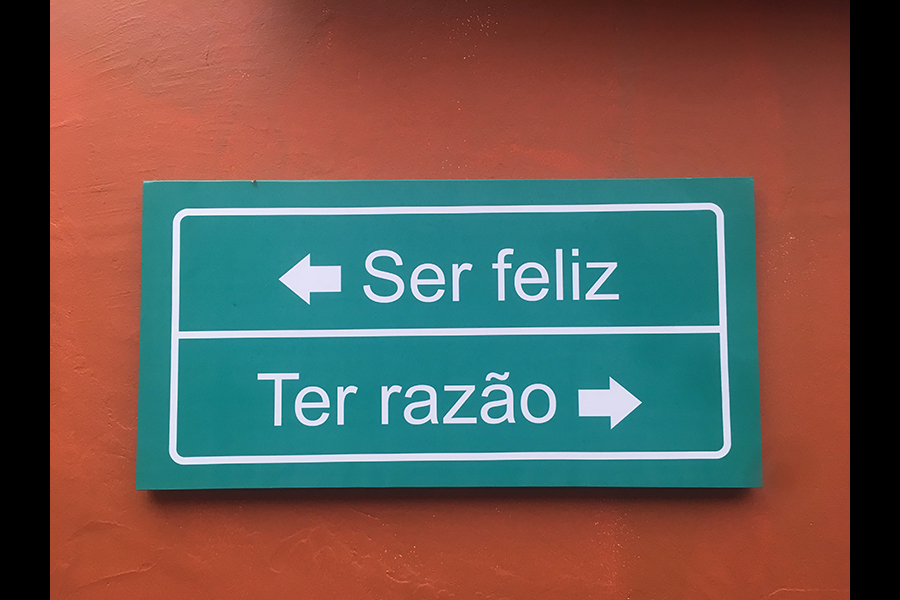 Ser feliz
Ter razão